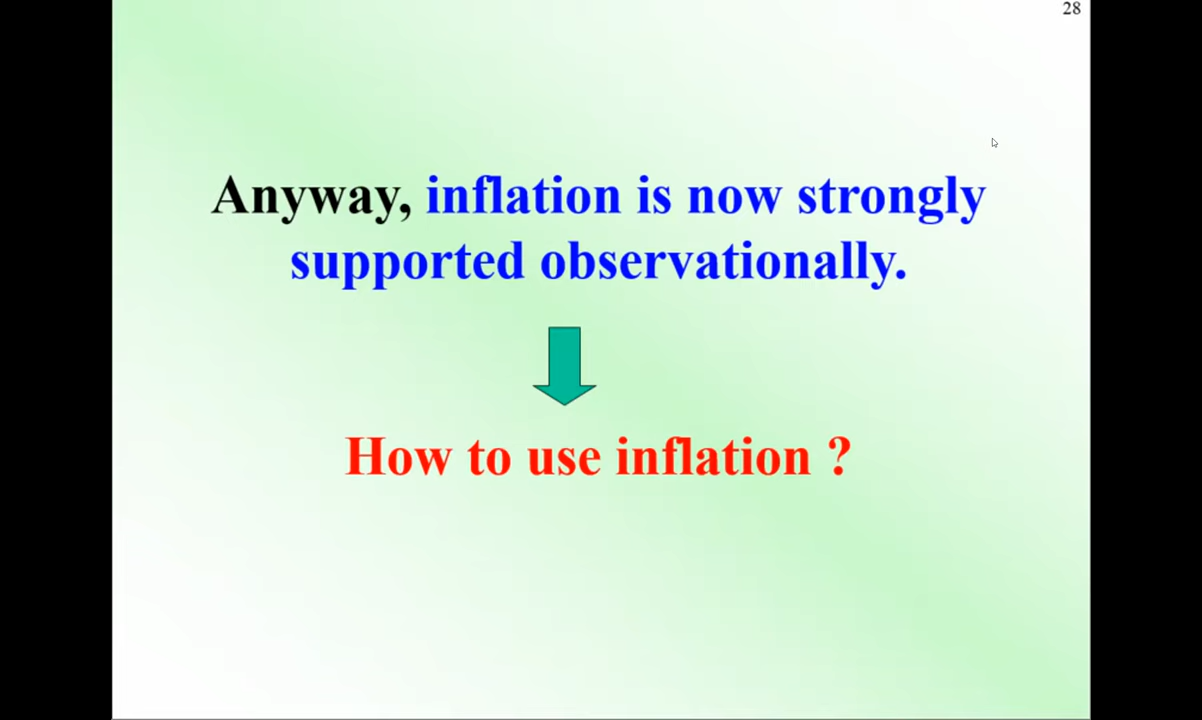 28
Anyway, inflation is now strongly
supported observationally.
How to use inflation ?